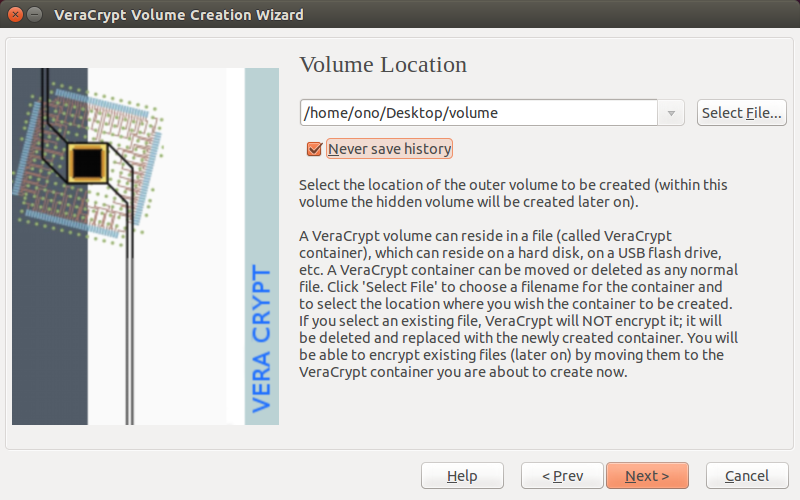 VeraCrypt Volume Creation Wizard
Volume Location
/home/ono/Desktop/volume
Select File...
Never save history
Select the location of the outer volume to be created (within this
volume the hidden volume will be created later on).
A VeraCrypt volume can reside in a file (called VeraCrypt
container), which can reside on a hard disk, on a USB flash drive,
etc. A VeraCrypt container can be moved or deleted as any normal
file. Click 'Select File' to choose a filename for the container and
to select the location where you wish the container to be created.
If you select an existing file, VeraCrypt will NOT encrypt it; it will
be deleted and replaced with the newly created container. You will
be able to encrypt existing files (later on) by moving them to the
VeraCrypt container you are about to create now.
VERA CRYPT
Help
< Prev
Next >
Cancel